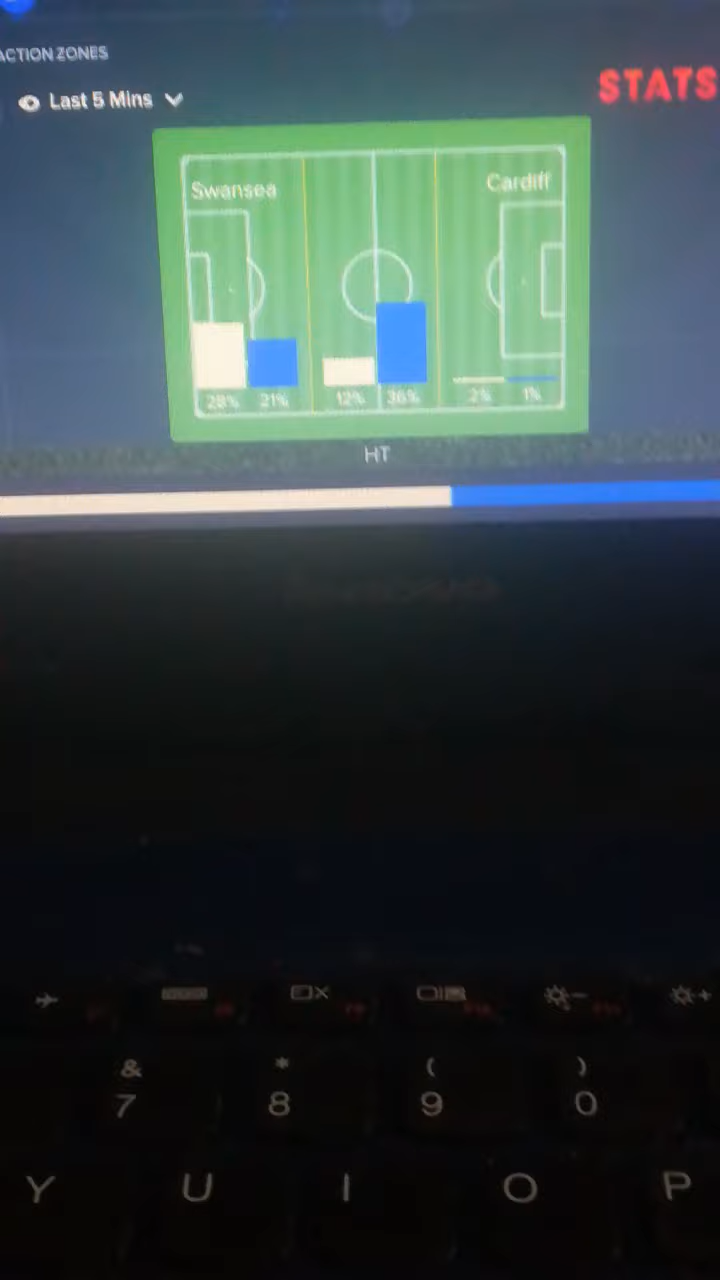 ACTION ZONES
Last 5 Mins
STATS
Swansea
Cardiff
28% 21% 12% 36% 2% 1%
HT
&
7
*
8
(
9
)
0
Y U I O P